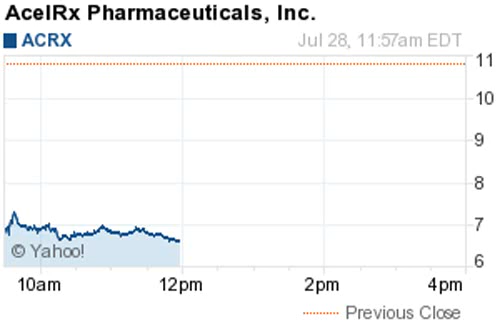 AcelRx Pharmaceuticals, Inc.
ACRX Jul 28, 11:57am EDT
11
10
9
8
7
6
© Yahoo!
10am 12pm 2pm 4pm
Previous Close